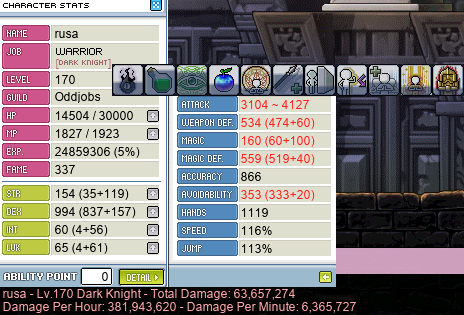 CHARACTER STATS
NAME rusa
JOB WARRIOR
[DARK KNIGHT]
LEVEL 170
GUILD Oddjobs
HP 14504 / 30000
MP 1827 / 1923
EXP. 24859306 (5%)
FAME 337
STR 154 (35+119)
DEX 994 (837+157)
INT 60 (4+56)
LUK 65 (4+61)
ABILITY POINT 0 DETAIL
ATTACK 3104 ~ 4127
WEAPON DEF. 534 (474+60)
MAGIC 160 (60+100)
MAGIC DEF. 559 (519+40)
ACCURACY 866
AVOIDABILITY 353 (333+20)
HANDS 1119
SPEED 116%
JUMP 113%
rusa - Lv.170 Dark Knight - Total Damage: 63,657,274
Damage Per Hour: 381,943,620 - Damage Per Minute: 6,365,727